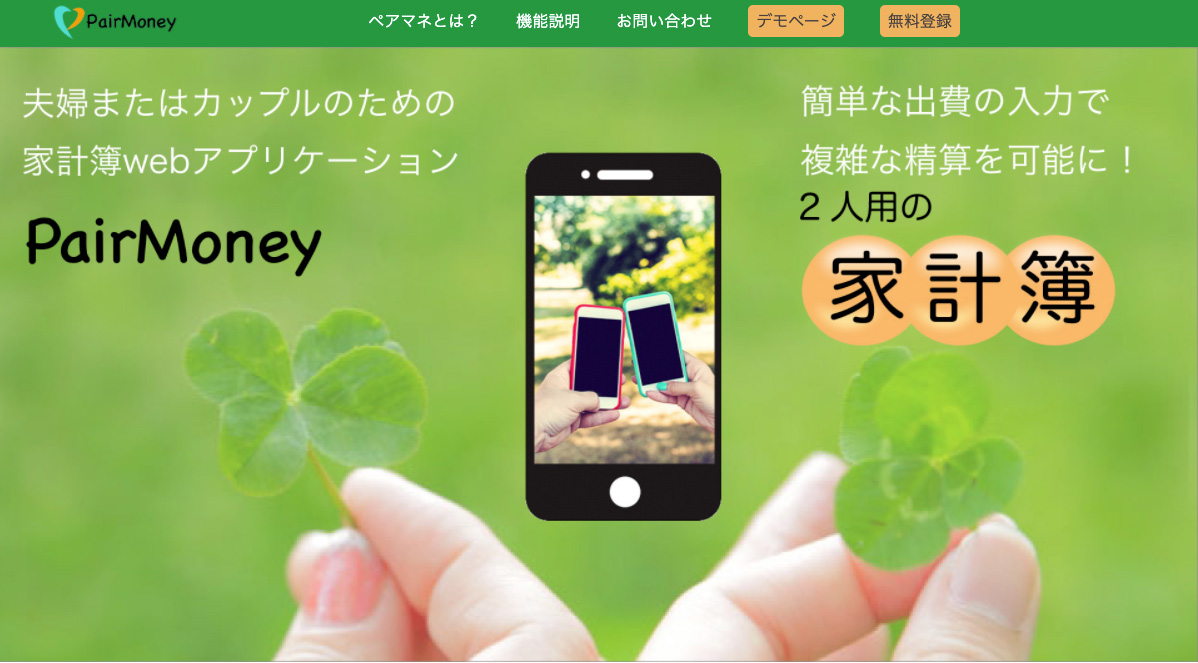 PairMoney
ペアマネとは？
機能説明
お問い合わせ
デモページ
無料登録
夫婦またはカップルのための
家計簿webアプリケーション
PairMoney
簡単な出費の入力で
複雑な精算を可能に！
２人用の
家計簿